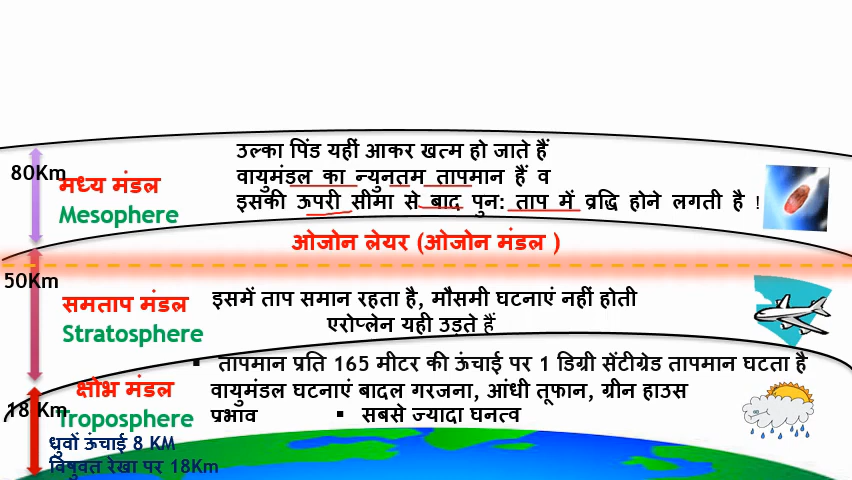 उल्का पिंड यहीं आकर खत्म हो जाते हैं
80Km
मध्य मंडल
वायुमंडल का न्युनतम तापमान हैं व
Mesophere
इसकी ऊपरी सीमा से बाद पुन: ताप में व्रद्धि होने लगती है !
ओजोन लेयर (ओजोन मंडल )
50Km
समताप मंडल
इसमें ताप समान रहता है, मौसमी घटनाएं नहीं होती
Stratosphere
एरोप्लेन यही उड़ते हैं
▪ तापमान प्रति 165 मीटर की ऊंचाई पर 1 डिग्री सेंटीग्रेड तापमान घटता है
क्षौभ मंडल
वायुमंडल घटनाएं बादल गरजना, आंधी तूफान, ग्रीन हाउस
18 Km
Troposphere
प्रभाव ▪ सबसे ज्यादा घनत्व
ध्रुवों ऊंचाई 8 KM
विषुवत रेखा पर 18Km